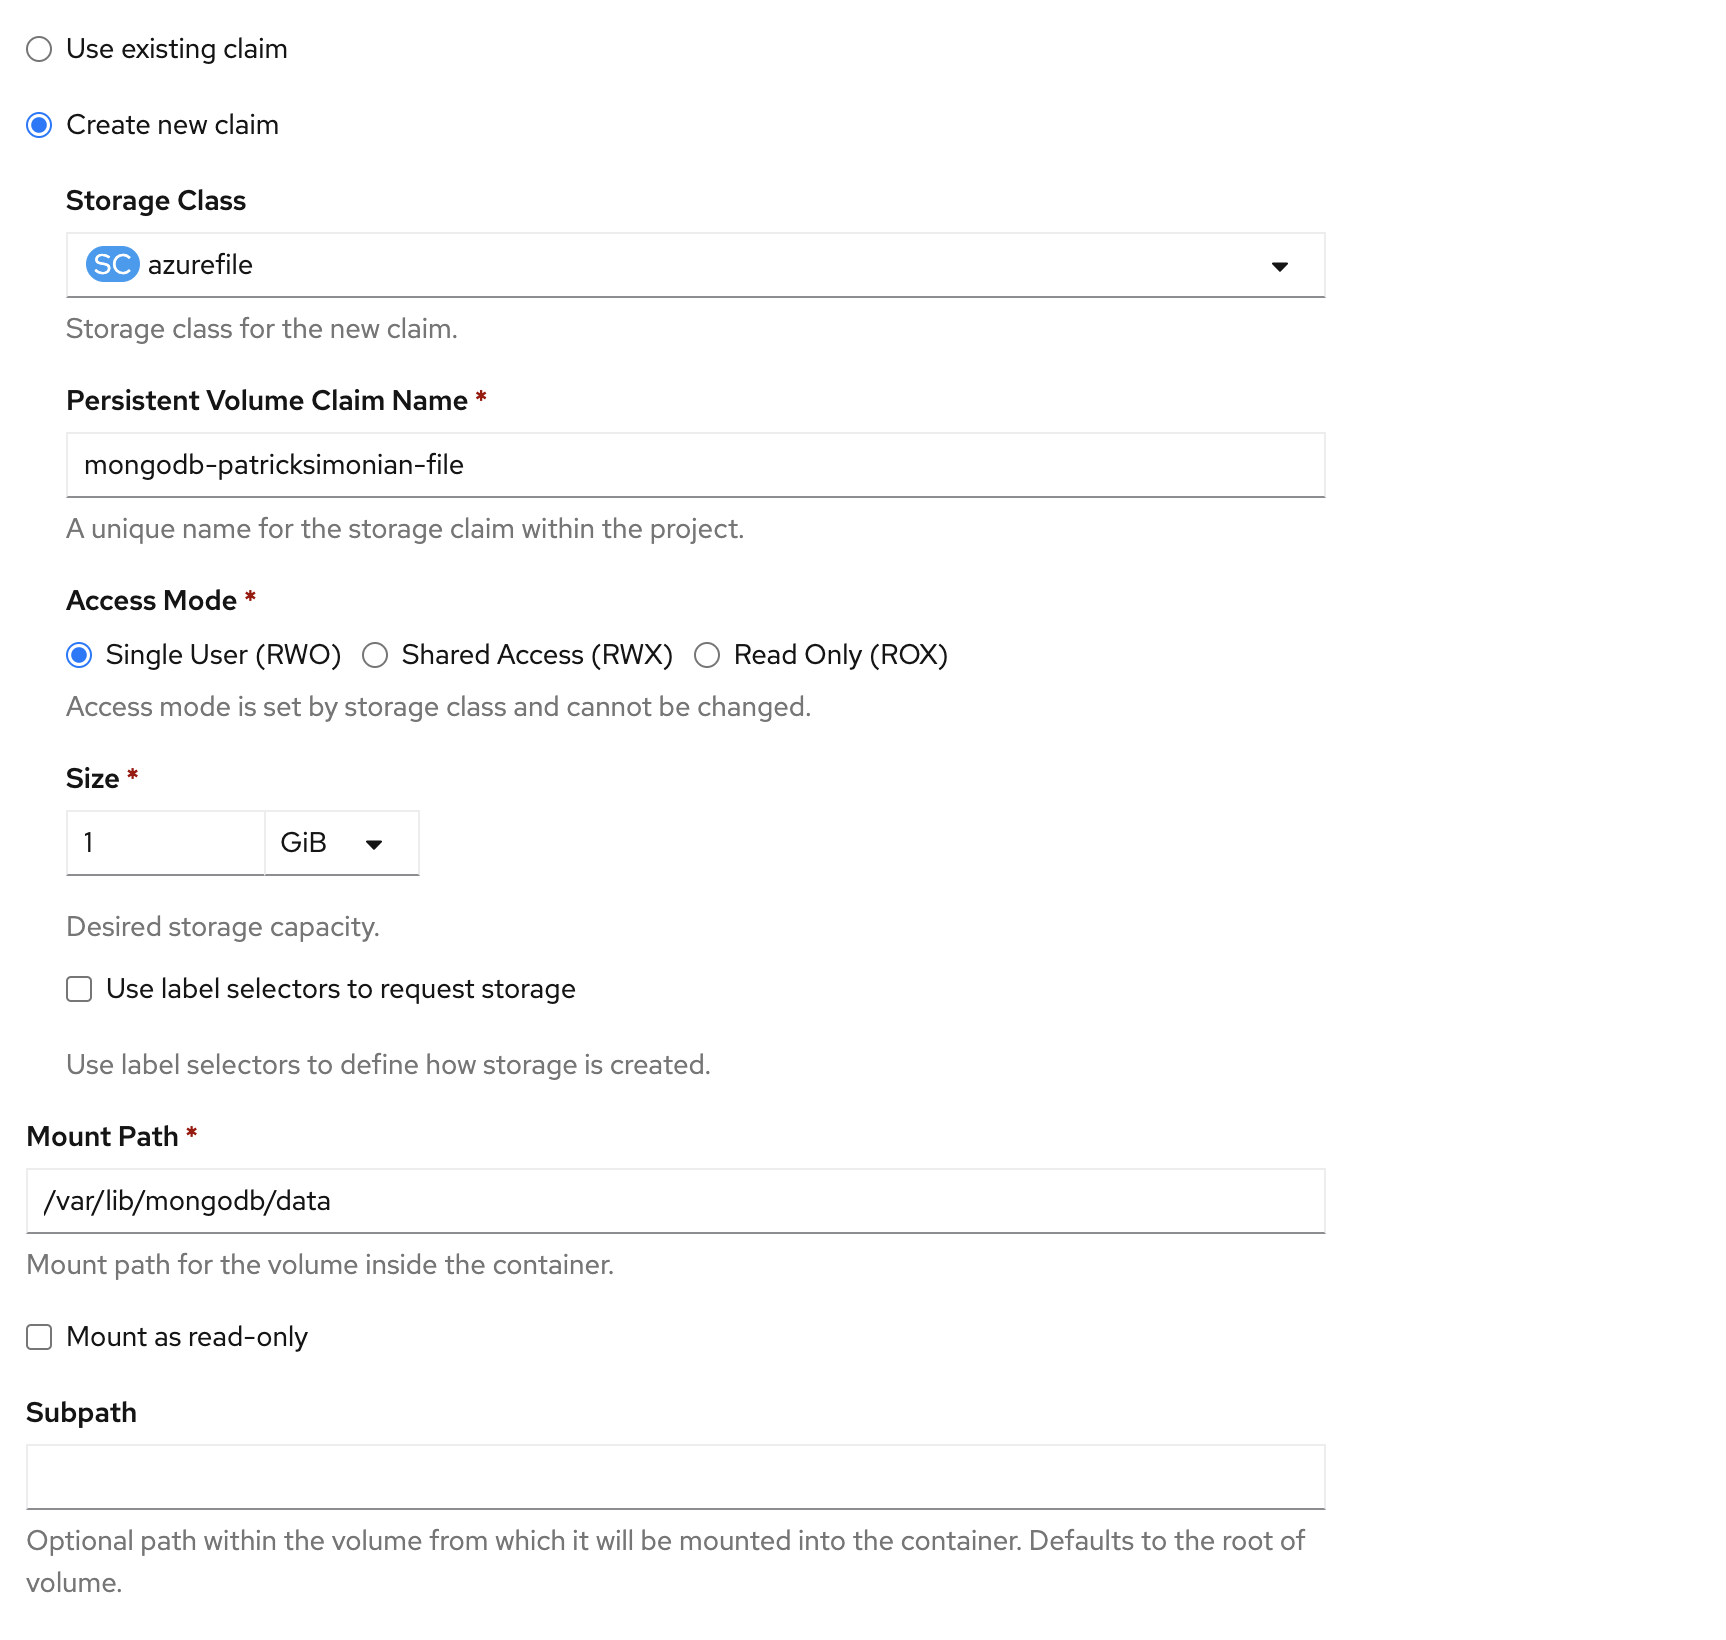 Use existing claim
Create new claim
Storage Class
SC azurefile
Storage class for the new claim.
Persistent Volume Claim Name *
mongodb-patricksimonian-file
A unique name for the storage claim within the project.
Access Mode *
Single User (RWO) Shared Access (RWX) Read Only (ROX)
Access mode is set by storage class and cannot be changed.
Size *
1 GiB
Desired storage capacity.
Use label selectors to request storage
Use label selectors to define how storage is created.
Mount Path *
/var/lib/mongodb/data
Mount path for the volume inside the container.
Mount as read-only
Subpath
Optional path within the volume from which it will be mounted into the container. Defaults to the root of
volume.